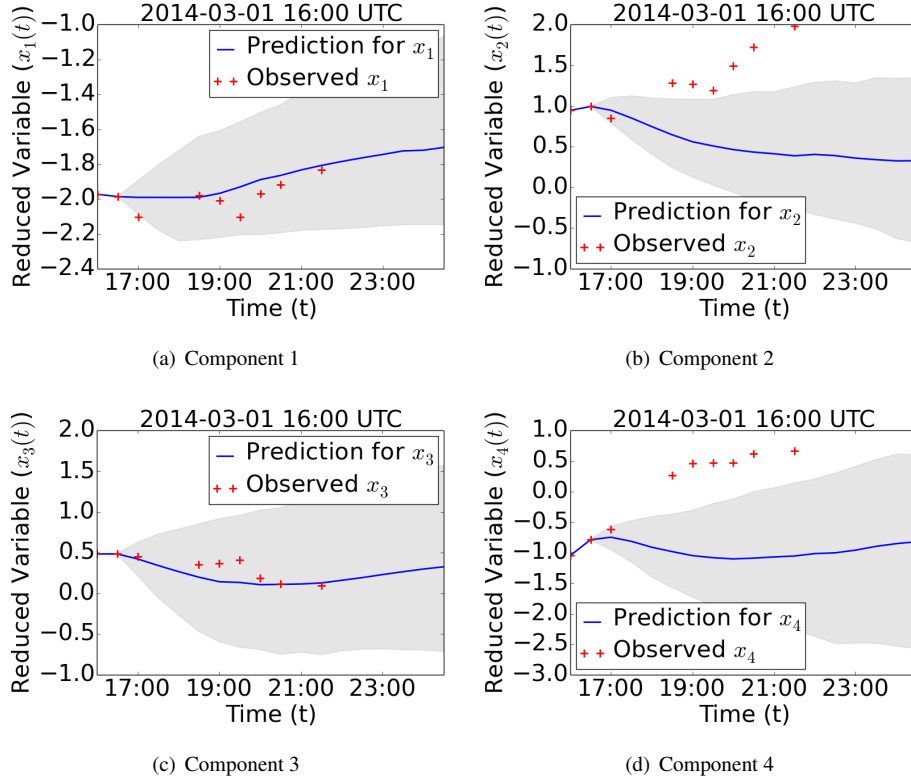 2014-03-01 16:00 UTC
Reduced Variable (x₁(t))
−1.0
−1.2
−1.4
−1.6
−1.8
−2.0
−2.2
−2.4
Prediction for x₁
Observed x₁
17:00 19:00 21:00 23:00
Time (t)
(a) Component 1
2014-03-01 16:00 UTC
Reduced Variable (x₂(t))
2.0
1.5
1.0
0.5
0.0
−0.5
−1.0
Prediction for x₂
Observed x₂
17:00 19:00 21:00 23:00
Time (t)
(b) Component 2
2014-03-01 16:00 UTC
Reduced Variable (x₃(t))
2.0
1.5
1.0
0.5
0.0
−0.5
−1.0
Prediction for x₃
Observed x₃
17:00 19:00 21:00 23:00
Time (t)
(c) Component 3
2014-03-01 16:00 UTC
Reduced Variable (x₄(t))
1.0
0.5
0.0
−0.5
−1.0
−1.5
−2.0
−2.5
−3.0
Prediction for x₄
Observed x₄
17:00 19:00 21:00 23:00
Time (t)
(d) Component 4